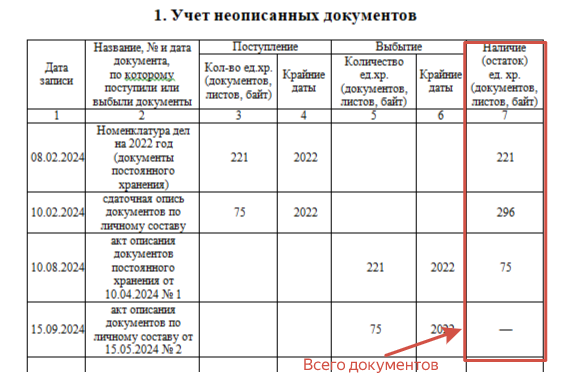 1. Учет неописанных документов
Дата
записи
Название, № и дата
документа,
по которому
поступили или
выбыли документы
Поступление
Кол-во ед.хр.
(документов,
листов, байт)
Крайние
даты
Выбытие
Количество
ед.хр.
(документов,
листов, байт)
Крайние
даты
Наличие
(остаток)
ед. хр.
(документов,
листов, байт)
1 2 3 4 5 6 7
08.02.2024
Номенклатура дел
на 2022 год
(документы
постоянного
хранения)
221 2022 221
10.02.2024
сдаточная опись
документов по
личному составу
75 2022 296
10.08.2024
акт описания
документов
постоянного
хранения от
10.04.2024 № 1
221 2022 75
15.09.2024
акт описания
документов по
личному составу от
15.05.2024 № 2
75 2022 —
Всего документов